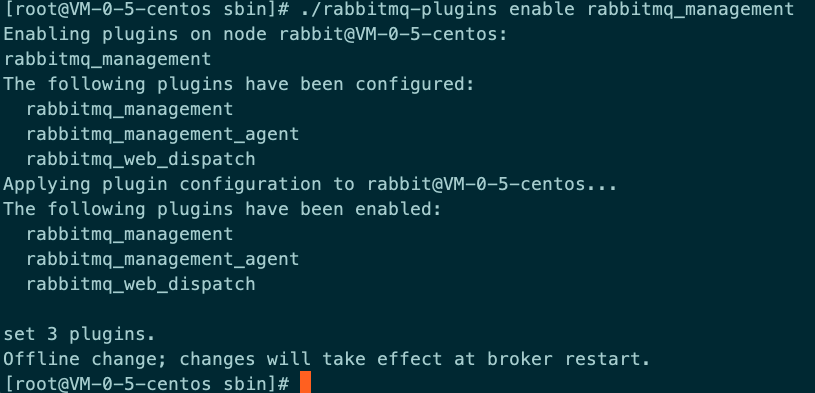 [root@VM-0-5-centos sbin]# ./rabbitmq-plugins enable rabbitmq_management
Enabling plugins on node rabbit@VM-0-5-centos:
rabbitmq_management
The following plugins have been configured:
  rabbitmq_management
  rabbitmq_management_agent
  rabbitmq_web_dispatch
Applying plugin configuration to rabbit@VM-0-5-centos...
The following plugins have been enabled:
  rabbitmq_management
  rabbitmq_management_agent
  rabbitmq_web_dispatch

set 3 plugins.
Offline change; changes will take effect at broker restart.
[root@VM-0-5-centos sbin]#